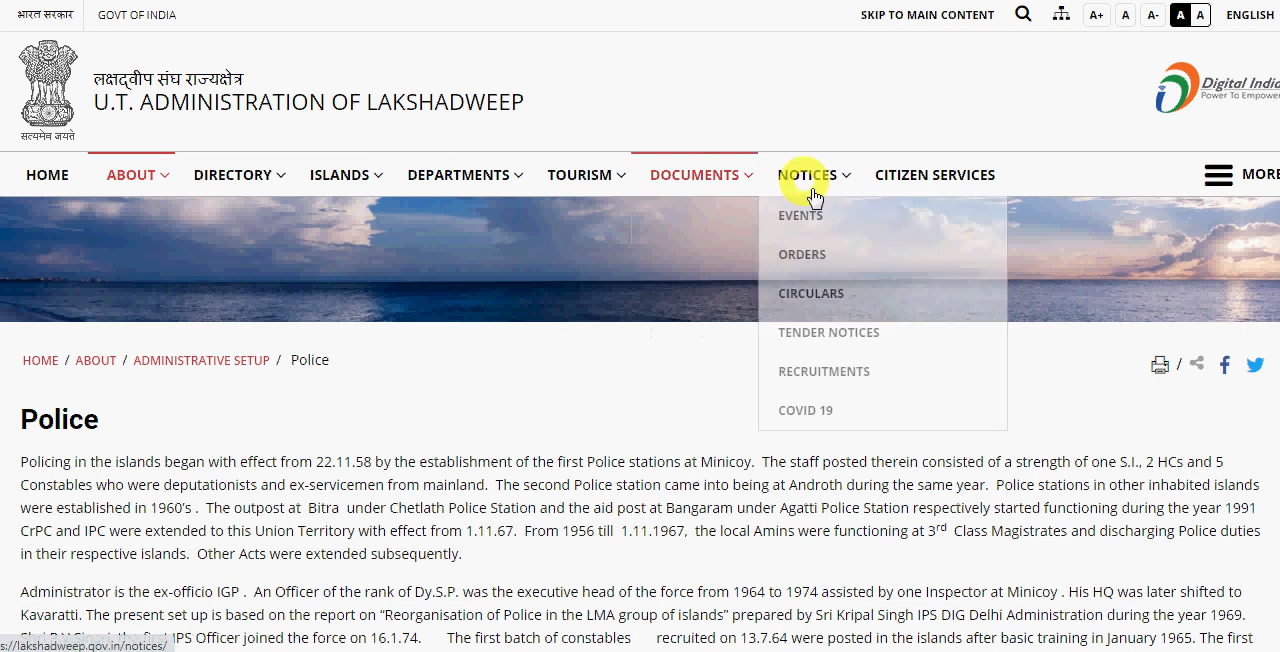 भारत सरकार GOVT OF INDIA SKIP TO MAIN CONTENT A+ A A- A A ENGLISH
लक्षद्वीप संघ राज्यक्षेत्र
U.T. ADMINISTRATION OF LAKSHADWEEP
सत्यमेव जयते
Digital India
Power To Empower
HOME ABOUT DIRECTORY ISLANDS DEPARTMENTS TOURISM DOCUMENTS NOTICES CITIZEN SERVICES MORE
EVENTS
ORDERS
CIRCULARS
TENDER NOTICES
RECRUITMENTS
COVID 19
HOME / ABOUT / ADMINISTRATIVE SETUP / Police
Police
Policing in the islands began with effect from 22.11.58 by the establishment of the first Police stations at Minicoy. The staff posted therein consisted of a strength of one S.I., 2 HCs and 5
Constables who were deputationists and ex-servicemen from mainland. The second Police station came into being at Androth during the same year. Police stations in other inhabited islands
were established in 1960's . The outpost at Bitra under Chetlath Police Station and the aid post at Bangaram under Agatti Police Station respectively started functioning during the year 1991
CrPC and IPC were extended to this Union Territory with effect from 1.11.67. From 1956 till 1.11.1967, the local Amins were functioning at 3rd Class Magistrates and discharging Police duties
in their respective islands. Other Acts were extended subsequently.
Administrator is the ex-officio IGP . An Officer of the rank of Dy.S.P. was the executive head of the force from 1964 to 1974 assisted by one Inspector at Minicoy . His HQ was later shifted to
Kavaratti. The present set up is based on the report on “Reorganisation of Police in the LMA group of islands” prepared by Sri Kripal Singh IPS DIG Delhi Administration during the year 1969.
IPS Officer joined the force on 16.1.74. The first batch of constables recruited on 13.7.64 were posted in the islands after basic training in January 1965. The first
s://lakshadweep.gov.in/notices/